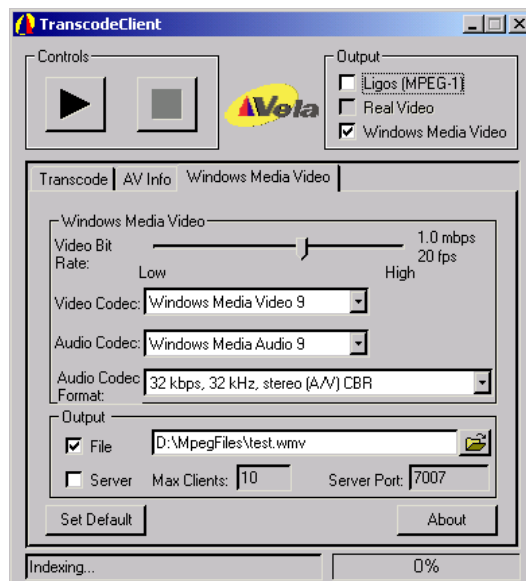 TranscodeClient
Controls
Vela
Output
Ligos (MPEG-1)
Real Video
Windows Media Video
Transcode
AV Info
Windows Media Video
Windows Media Video
Video Bit Rate:
Low
High
1.0 mbps
20 fps
Video Codec: Windows Media Video 9
Audio Codec: Windows Media Audio 9
Audio Codec Format: 32 kbps, 32 kHz, stereo (A/V) CBR
Output
File D:\MpegFiles\test.wmv
Server Max Clients: 10 Server Port: 7007
Set Default
About
Indexing...
0%